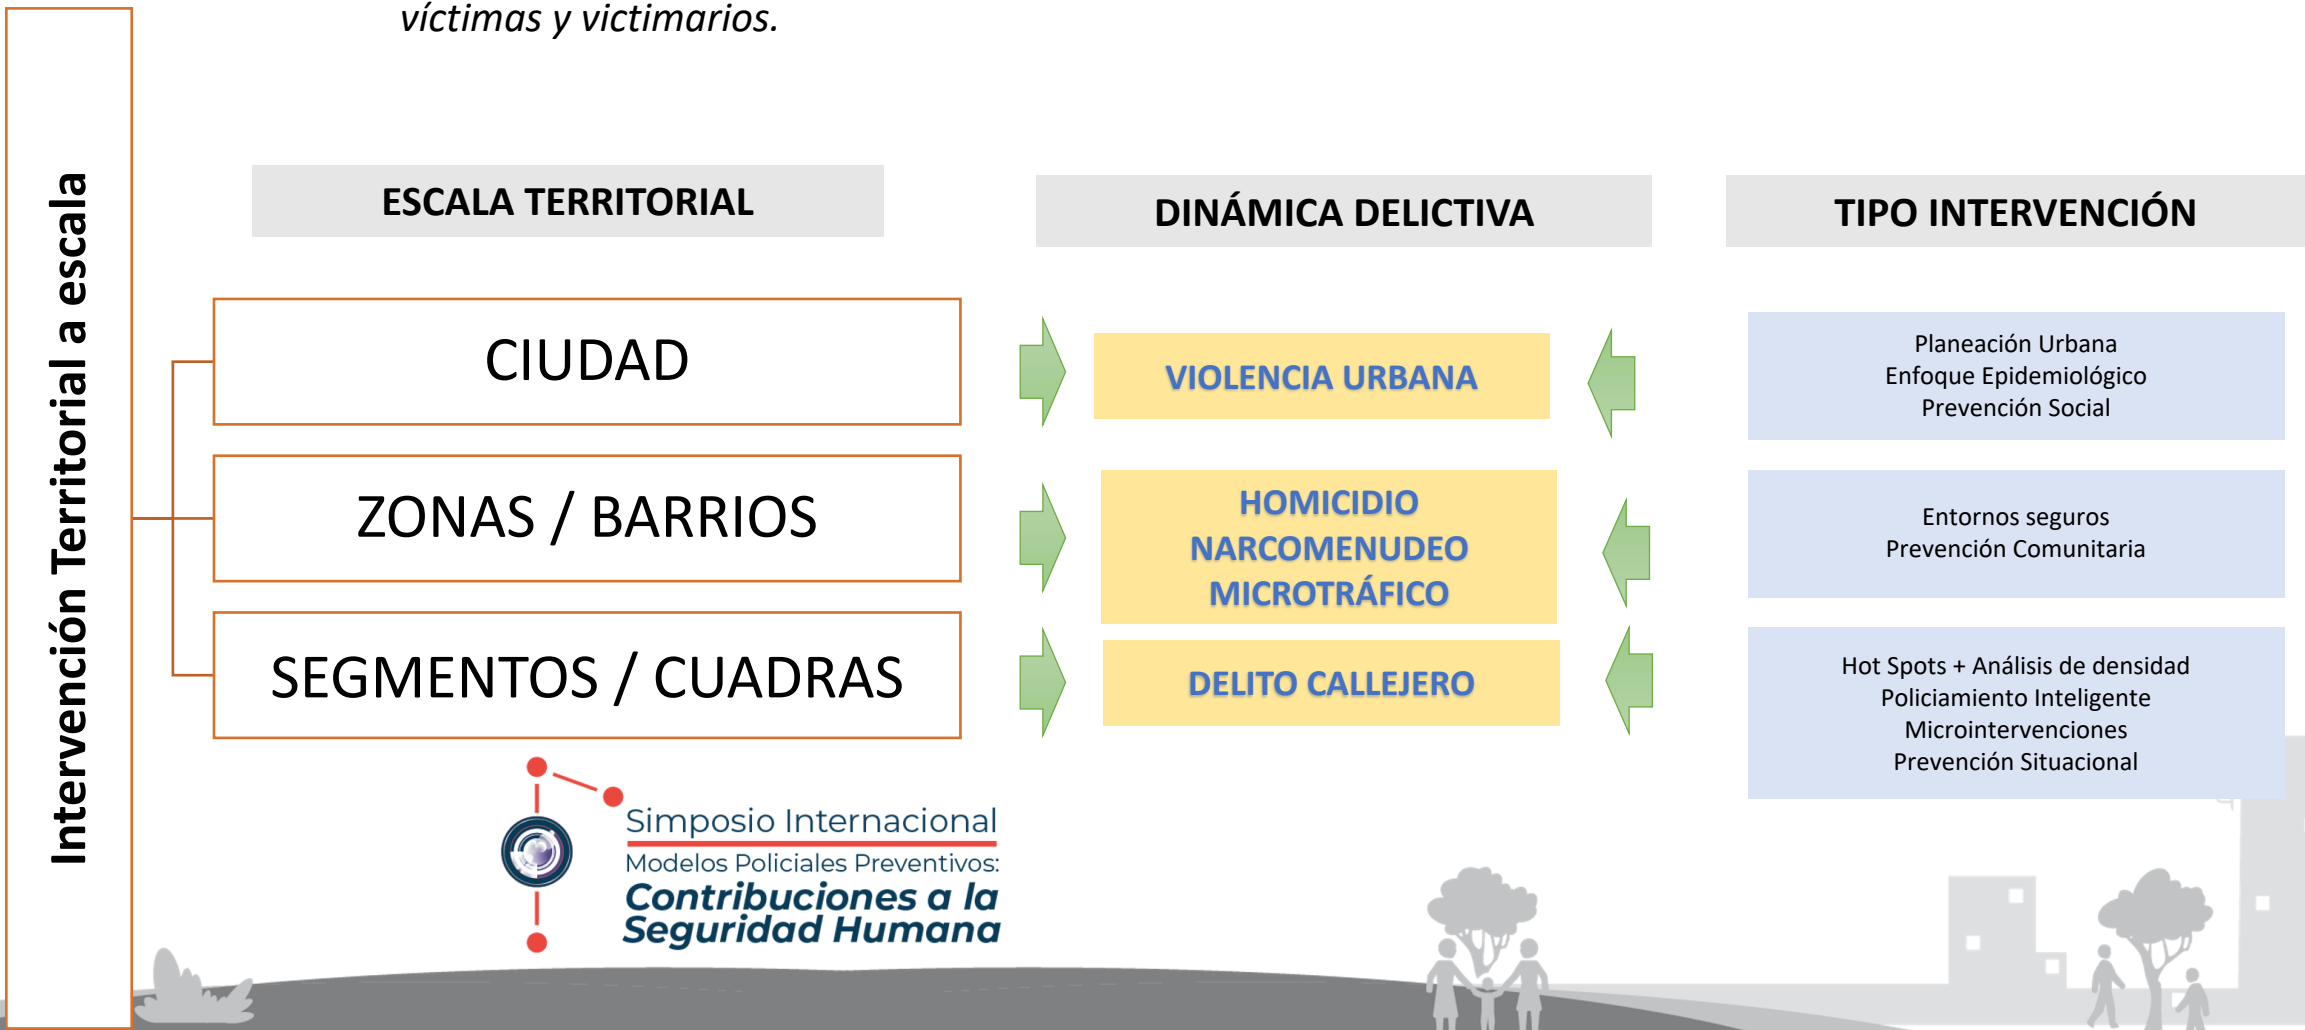 víctimas y victimarios.
Intervención Territorial a escala
ESCALA TERRITORIAL
DINÁMICA DELICTIVA
TIPO INTERVENCIÓN
CIUDAD
VIOLENCIA URBANA
Planeación Urbana
Enfoque Epidemiológico
Prevención Social
ZONAS / BARRIOS
HOMICIDIO
NARCOMENUDEO
MICROTRÁFICO
Entornos seguros
Prevención Comunitaria
SEGMENTOS / CUADRAS
DELITO CALLEJERO
Hot Spots + Análisis de densidad
Policiamiento Inteligente
Microintervenciones
Prevención Situacional
Simposio Internacional
Modelos Policiales Preventivos:
Contribuciones a la
Seguridad Humana